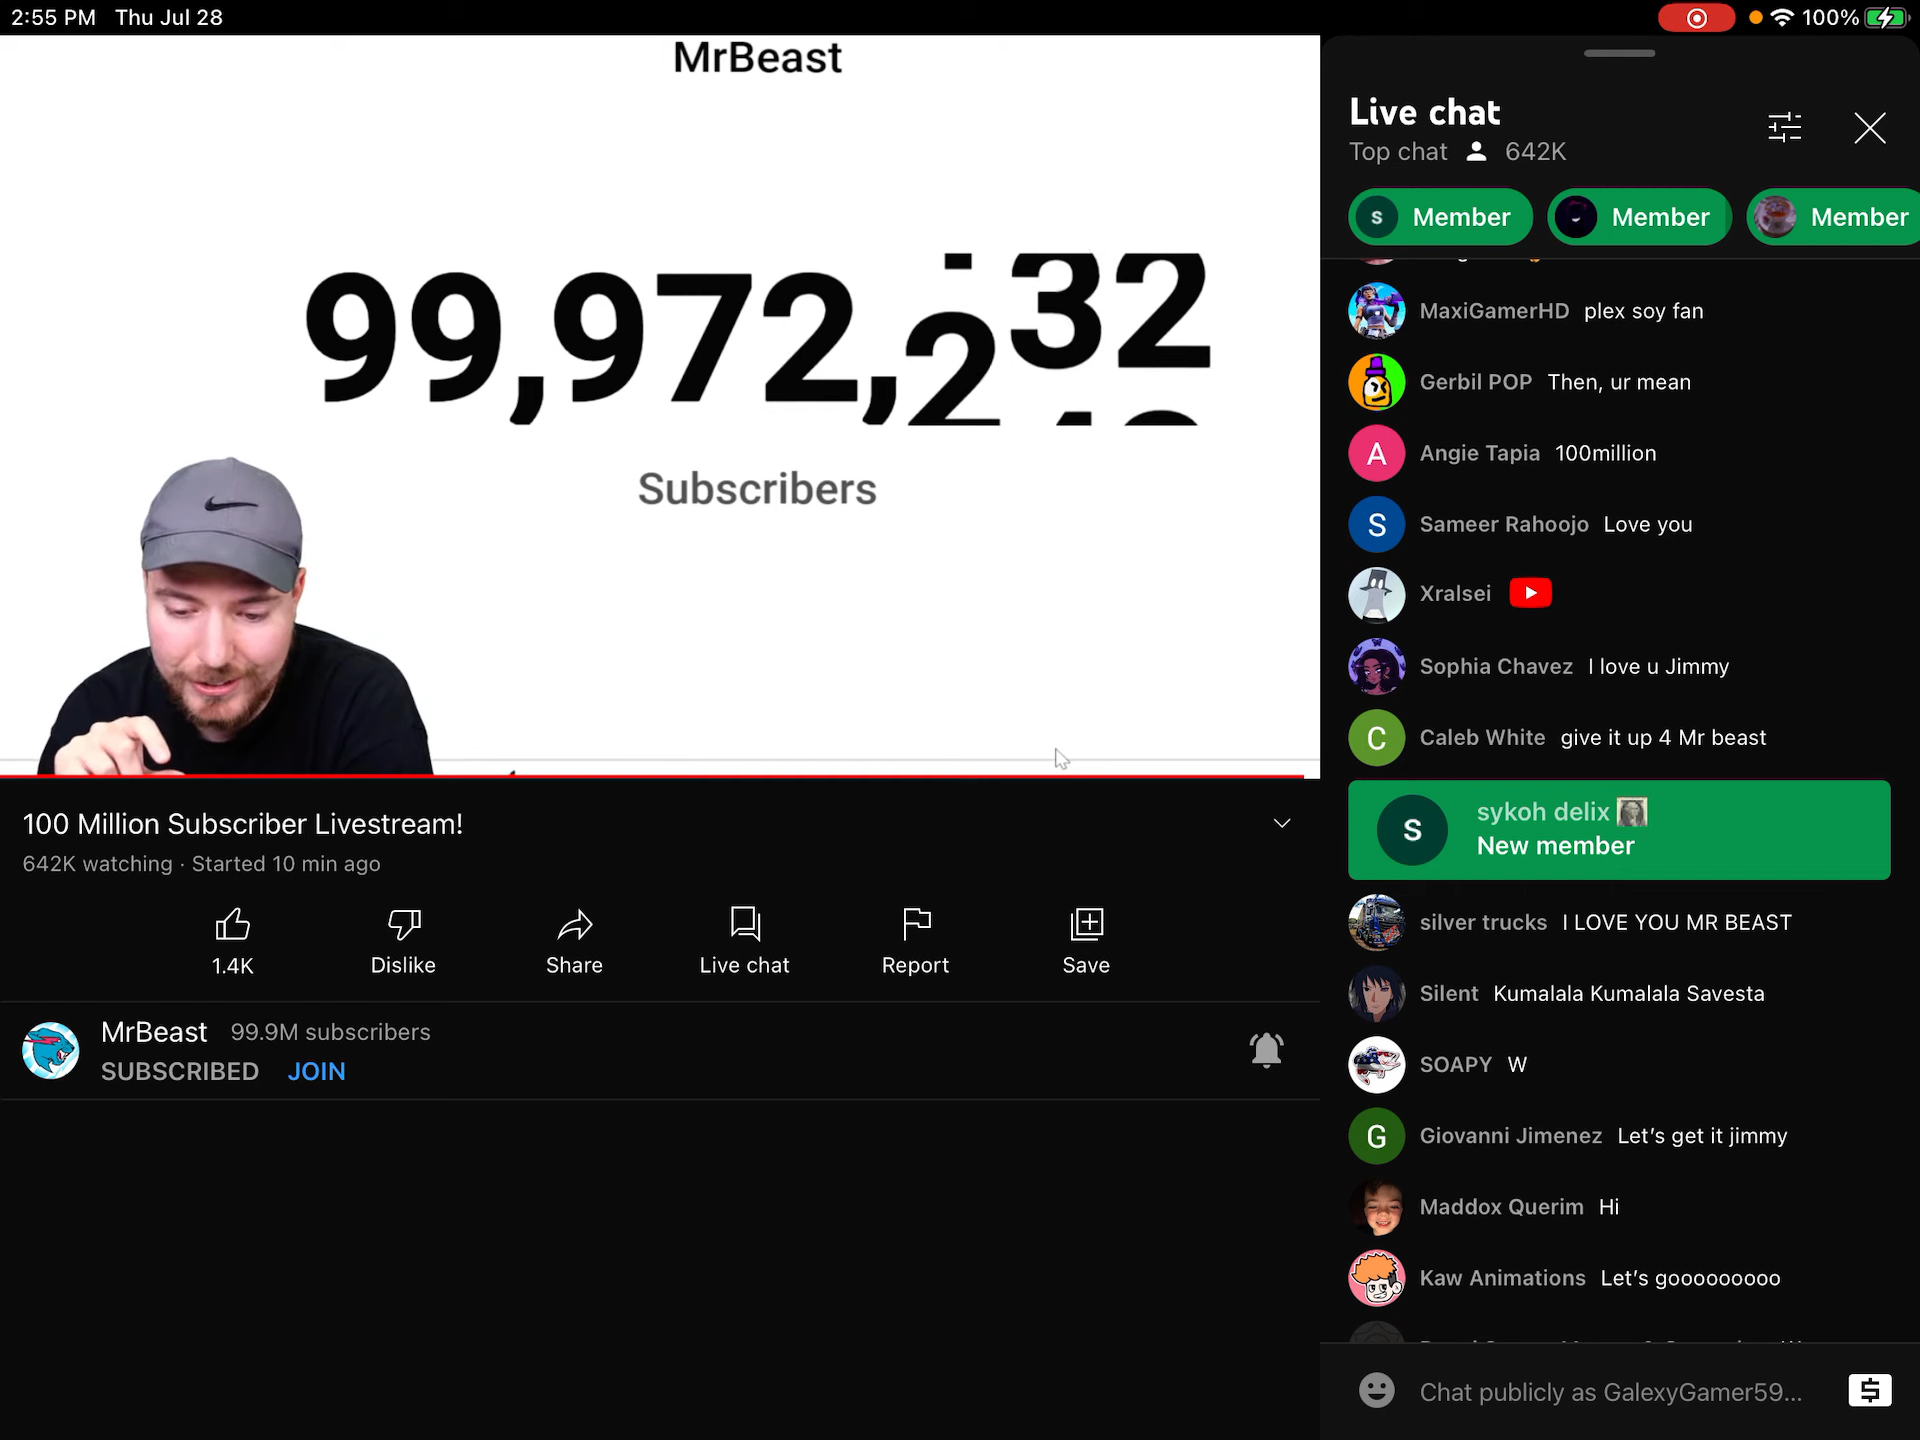 2:55 PM Thu Jul 28
100%
MrBeast
99,972,232
Subscribers
100 Million Subscriber Livestream!
642K watching · Started 10 min ago
1.4K
Dislike
Share
Live chat
Report
Save
MrBeast 99.9M subscribers
SUBSCRIBED JOIN
Live chat
Top chat 642K
S Member
Member
Member
MaxiGamerHD plex soy fan
Gerbil POP Then, ur mean
A Angie Tapia 100million
S Sameer Rahoojo Love you
Xralsei
Sophia Chavez I love u Jimmy
C Caleb White give it up 4 Mr beast
S sykoh delix
New member
silver trucks I LOVE YOU MR BEAST
Silent Kumalala Kumalala Savesta
SOAPY W
G Giovanni Jimenez Let's get it jimmy
Maddox Querim Hi
Kaw Animations Let's gooooooooo
Chat publicly as GalexyGamer59...